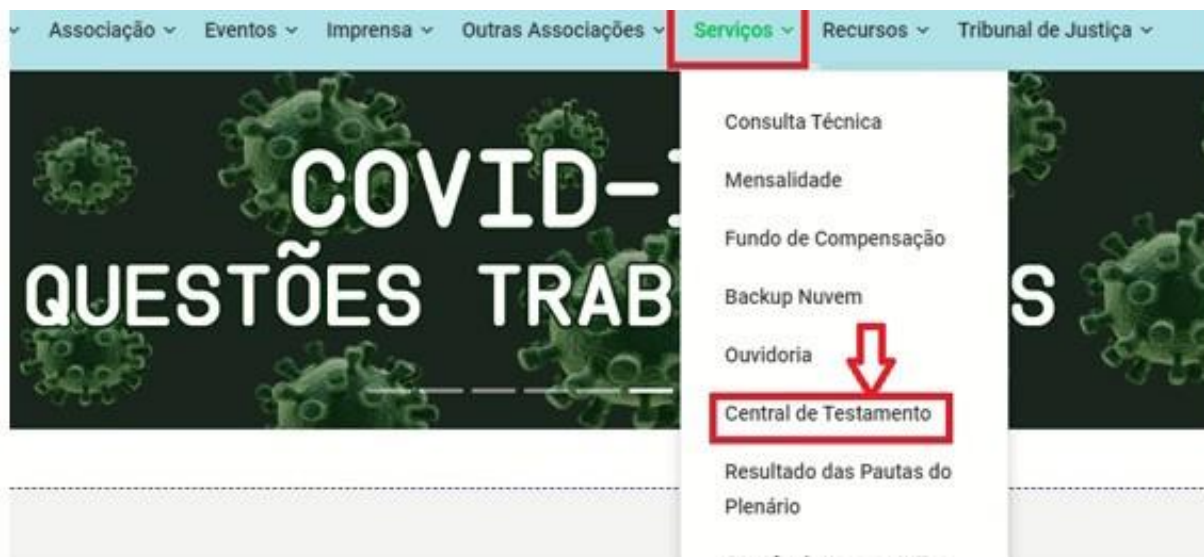 Associação Eventos Imprensa Outras Associações Serviços Recursos Tribunal de Justiça
COVID-
QUESTÕES TRAB S
Consulta Técnica
Mensalidade
Fundo de Compensação
Backup Nuvem
Ouvidoria
Central de Testamento
Resultado das Pautas do
Plenário